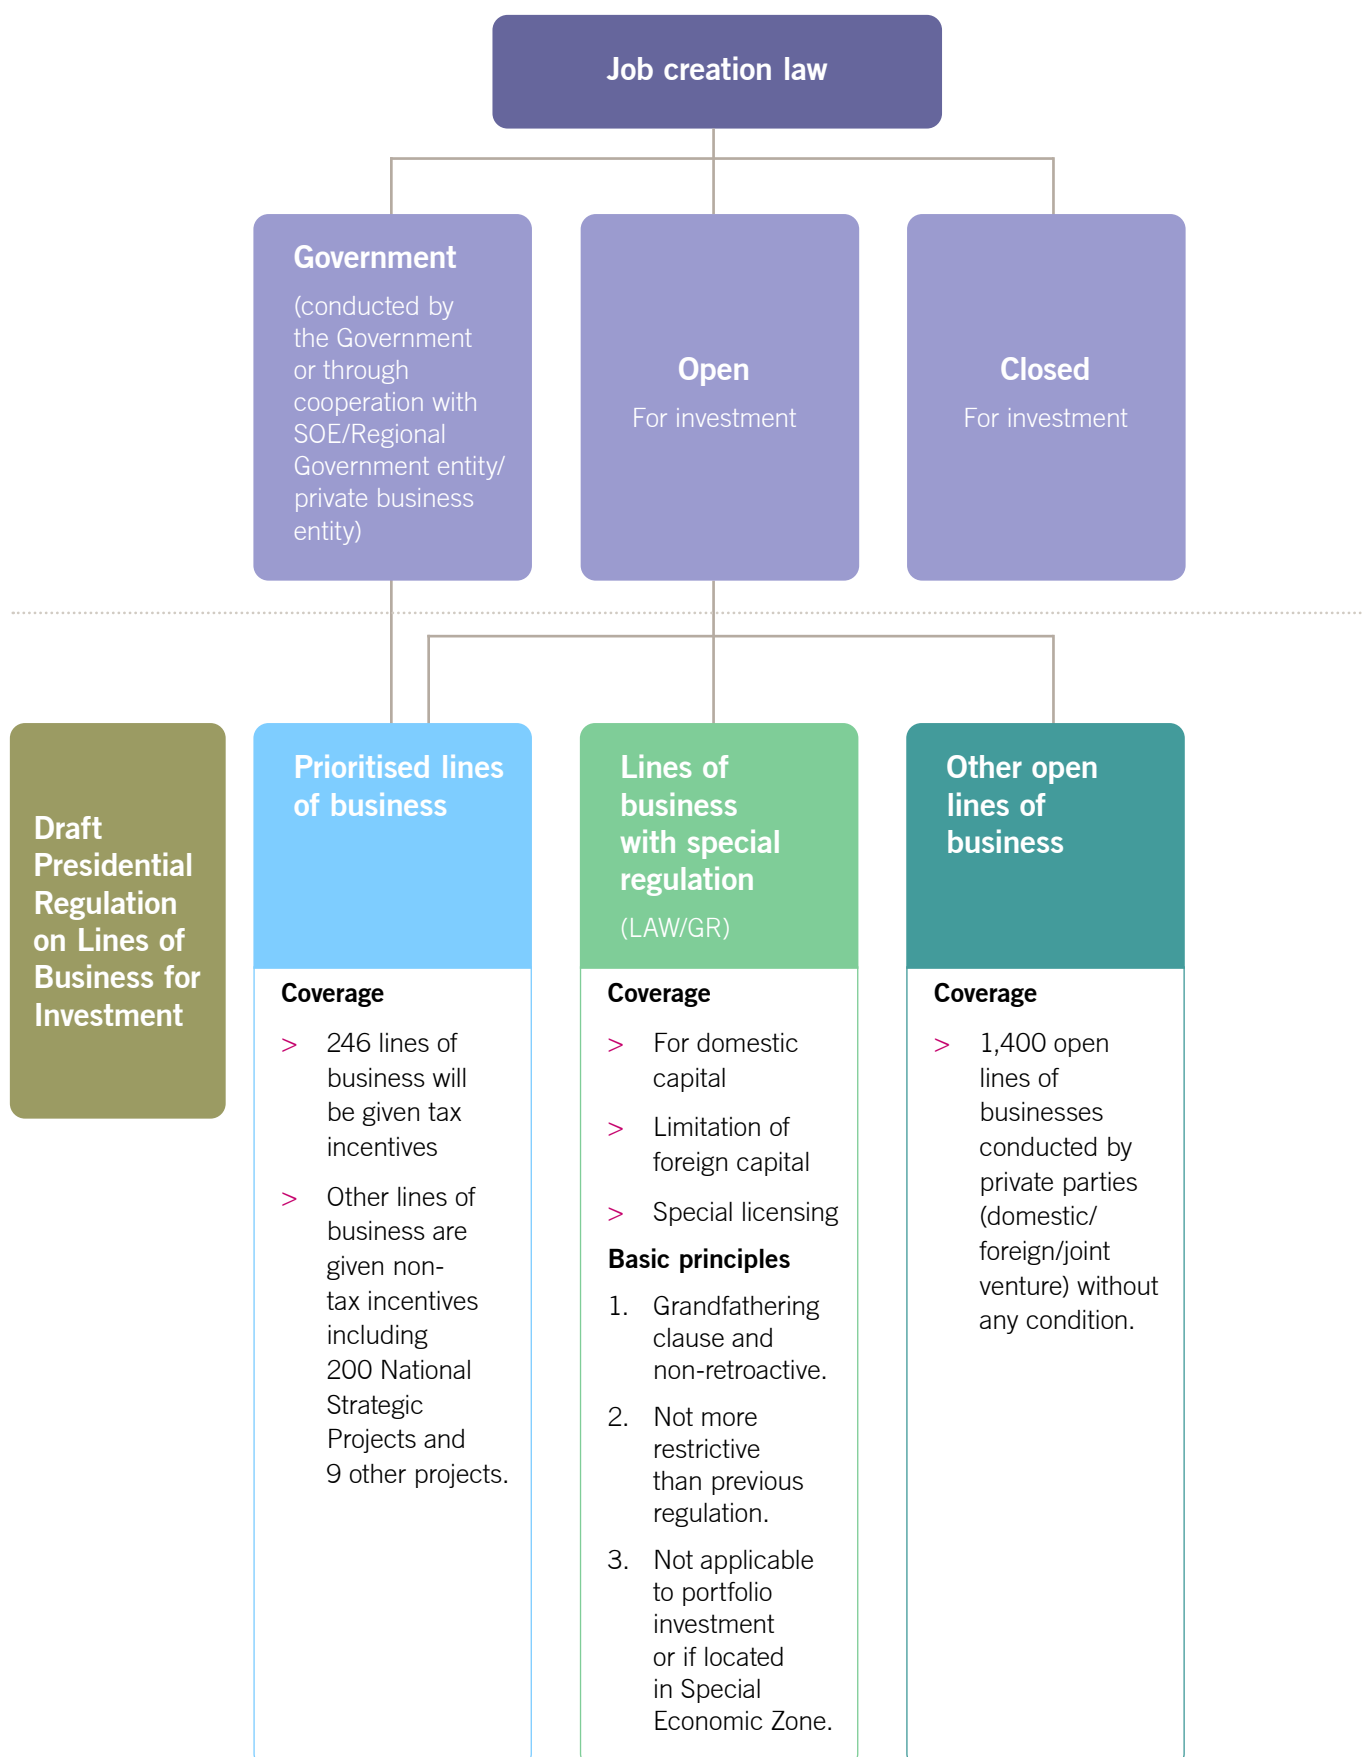 Job creation law
Government
(conducted by
the Government
or through
cooperation with
SOE/Regional
Government entity/
private business
entity)
Open
For investment
Closed
For investment
Draft
Presidential
Regulation
on Lines of
Business for
Investment
Prioritised lines
of business
Coverage
> 246 lines of
business will
be given tax
incentives
> Other lines of
business are
given non-
tax incentives
including
200 National
Strategic
Projects and
9 other projects.
Lines of
business
with special
regulation
(LAW/GR)
Coverage
> For domestic
capital
> Limitation of
foreign capital
> Special licensing
Basic principles
1. Grandfathering
clause and
non-retroactive.
2. Not more
restrictive
than previous
regulation.
3. Not applicable
to portfolio
investment
or if located
in Special
Economic Zone.
Other open
lines of
business
Coverage
> 1,400 open
lines of
businesses
conducted by
private parties
(domestic/
foreign/joint
venture) without
any condition.